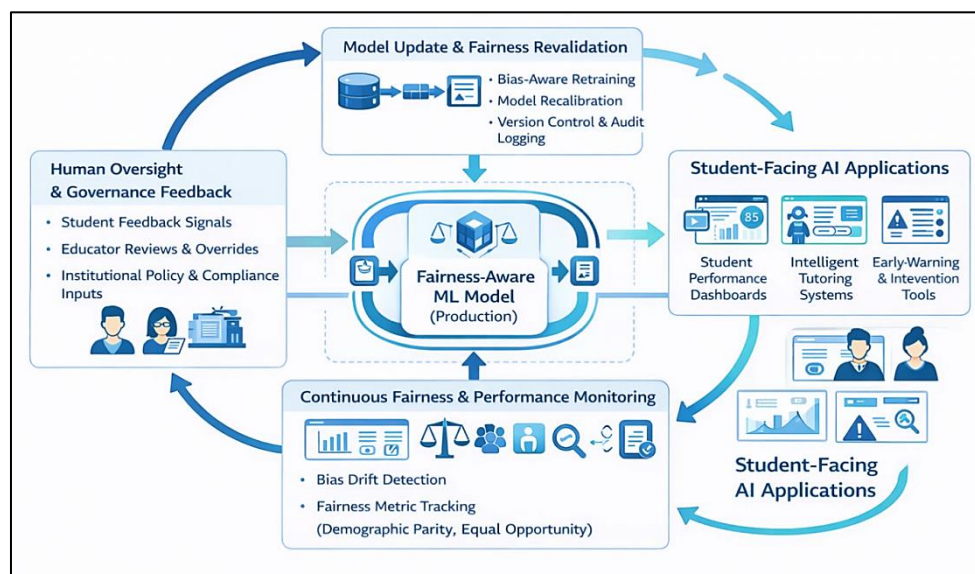 Model Update & Fairness Revalidation
• Bias-Aware Retraining
• Model Recalibration
• Version Control & Audit
Logging
Human Oversight
& Governance Feedback
• Student Feedback Signals
• Educator Reviews & Overrides
• Institutional Policy & Compliance
Inputs
Fairness-Aware
ML Model
(Production)
Student-Facing AI Applications
85
Student
Performance
Dashboards
Intelligent
Tutoring
Systems
Early-Warning
& Intevention
Tools
Continuous Fairness & Performance Monitoring
• Bias Drift Detection
• Fairness Metric Tracking
(Demographic Parity, Equal Opportunity)
Student-Facing
AI Applications